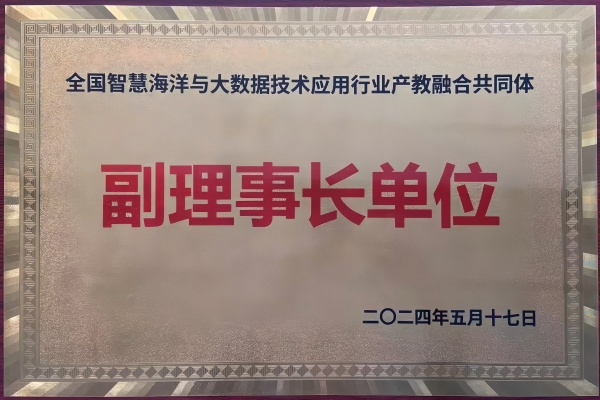 全国智慧海洋与大数据技术应用行业产教融合共同体
副理事长单位
二〇二四年五月十七日